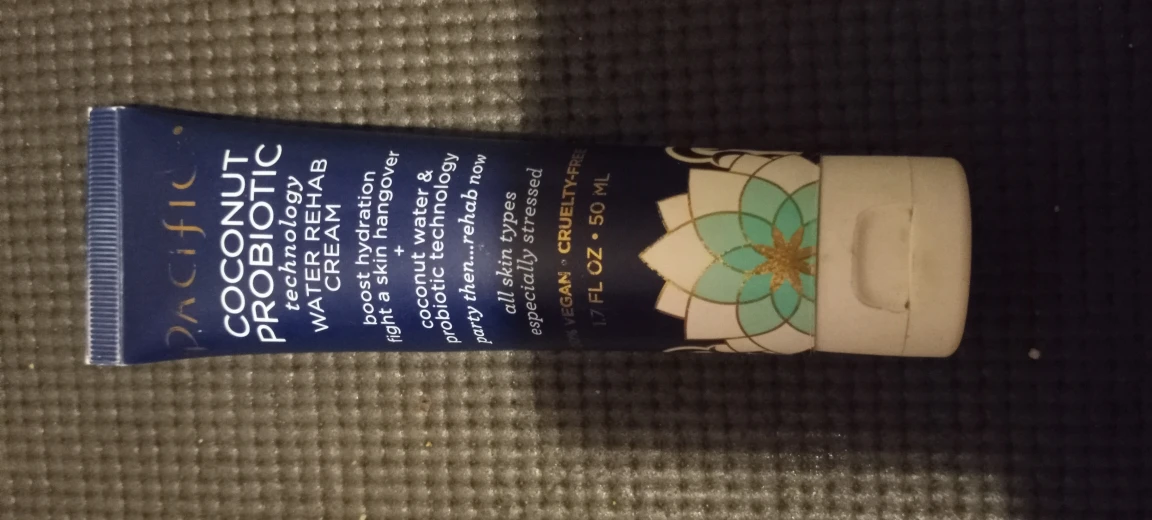 pacific
COCONUT
PROBIOTIC
technology
WATER REHAB
CREAM
boost hydration
fight a skin hangover
+
coconut water &
probiotic technology
party then...rehab now
all skin types
especially stressed
VEGAN • CRUELTY-FREE
1.7 FL OZ • 50 ML